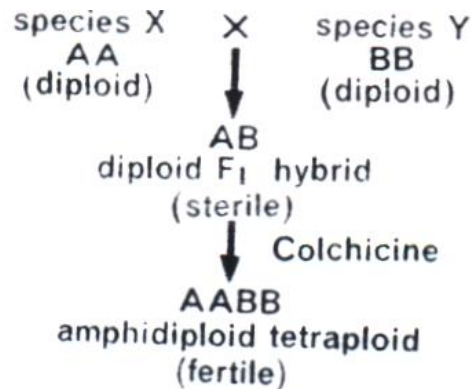 species X X species Y
AA BB
(diploid) (diploid)
AB
diploid F1 hybrid
(sterile)
Colchicine
AABB
amphidiploid tetraploid
(fertile)